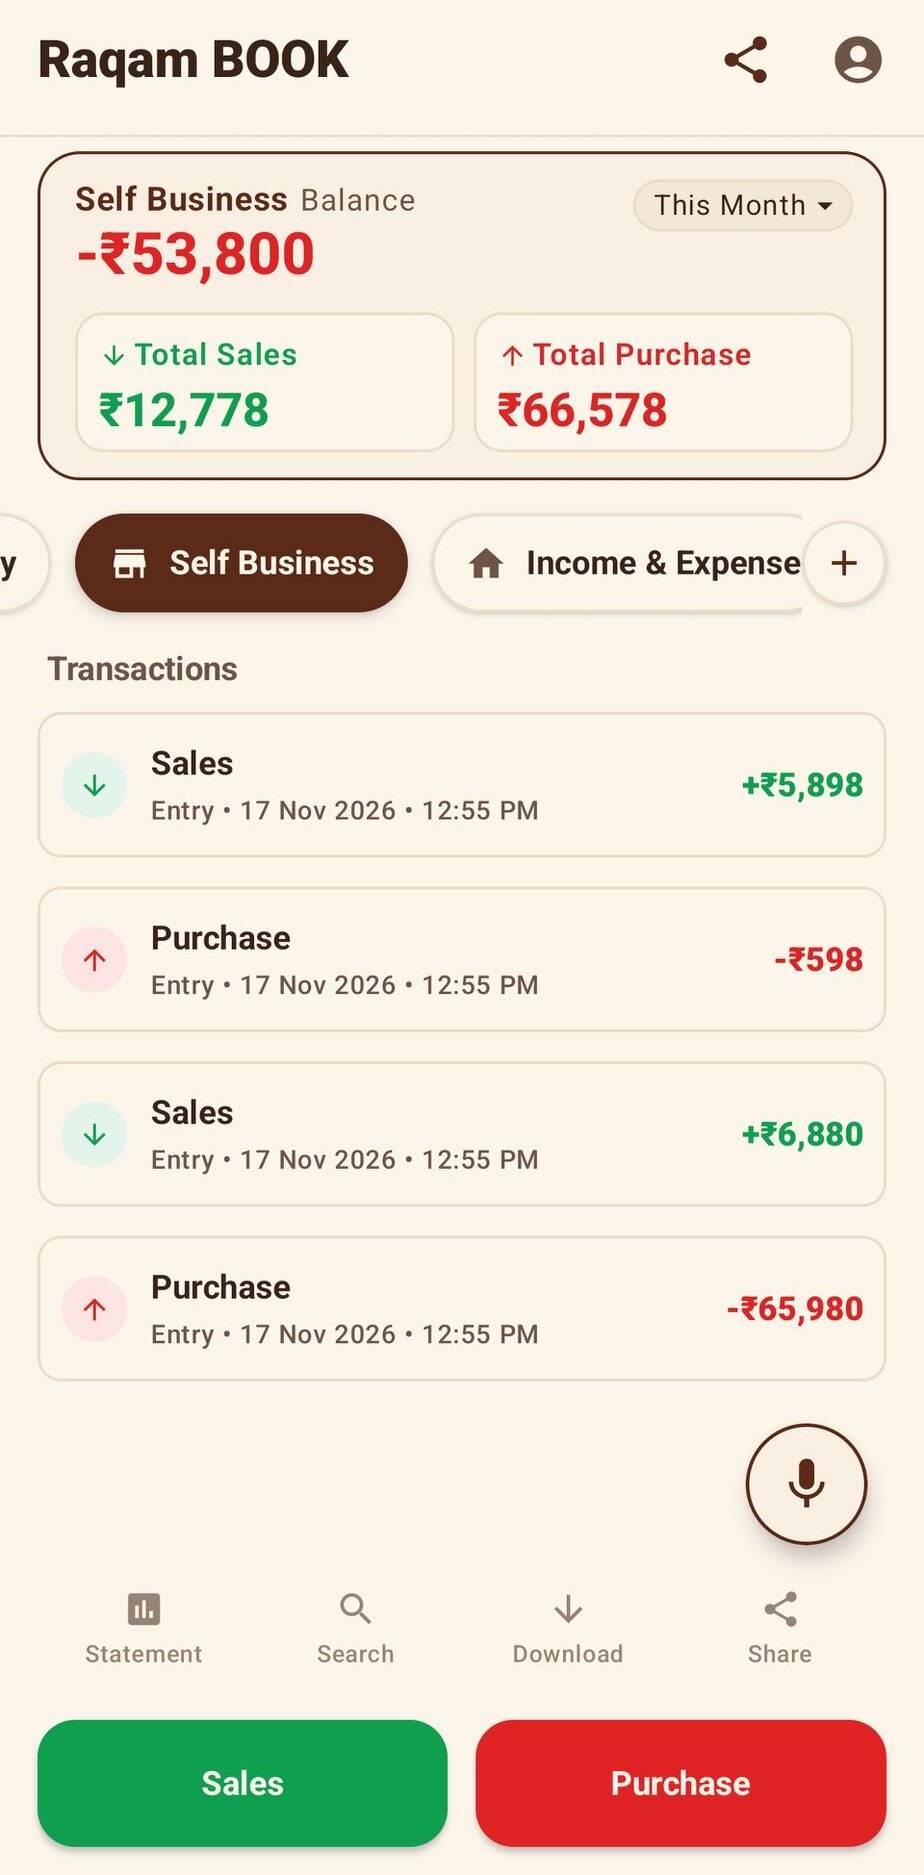 Raqam BOOK
Self Business Balance
This Month
-₹53,800
↓ Total Sales
₹12,778
↑ Total Purchase
₹66,578
y
Self Business
Income & Expense
+
Transactions
Sales
Entry • 17 Nov 2026 • 12:55 PM
+₹5,898
Purchase
Entry • 17 Nov 2026 • 12:55 PM
-₹598
Sales
Entry • 17 Nov 2026 • 12:55 PM
+₹6,880
Purchase
Entry • 17 Nov 2026 • 12:55 PM
-₹65,980
Statement
Search
Download
Share
Sales
Purchase